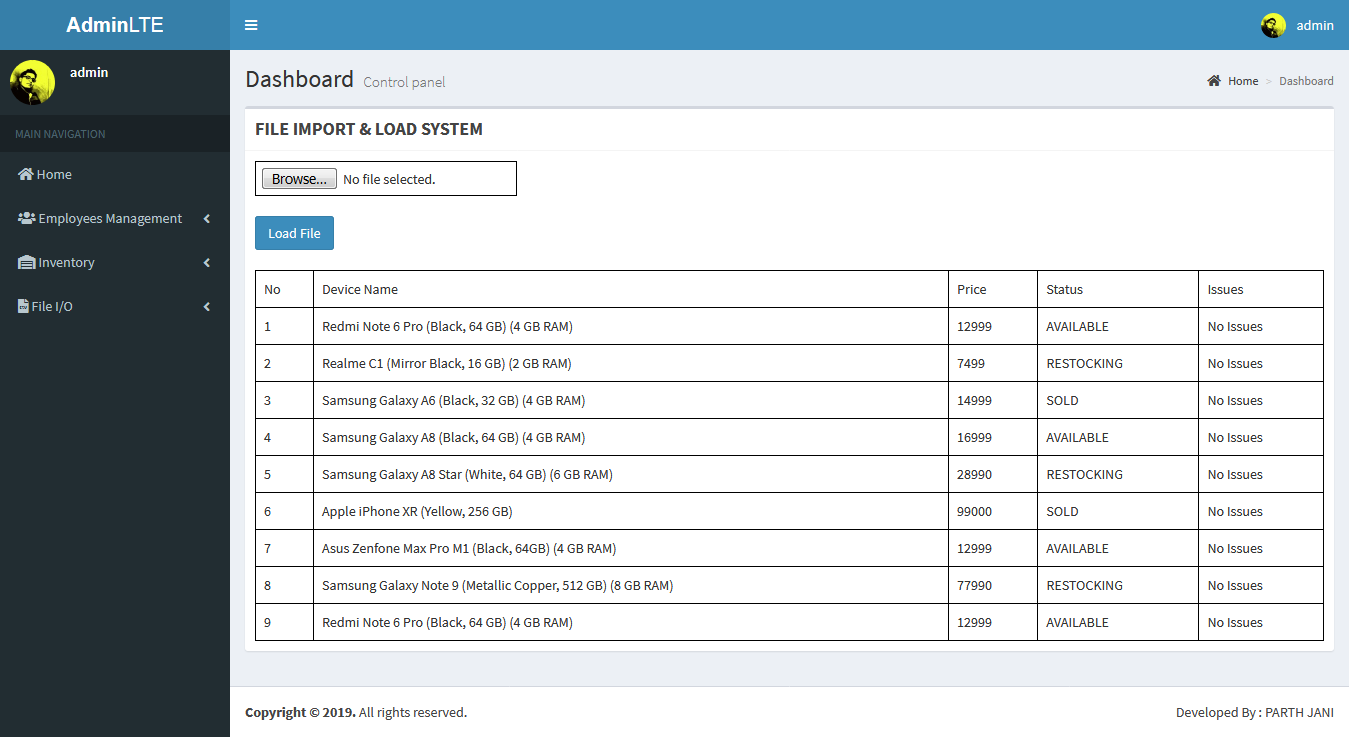 AdminLTE
admin
admin
MAIN NAVIGATION
Home
Employees Management
Inventory
File I/O
Dashboard Control panel
Home > Dashboard
FILE IMPORT & LOAD SYSTEM
Browse... No file selected.
Load File
No Device Name Price Status Issues
1 Redmi Note 6 Pro (Black, 64 GB) (4 GB RAM) 12999 AVAILABLE No Issues
2 Realme C1 (Mirror Black, 16 GB) (2 GB RAM) 7499 RESTOCKING No Issues
3 Samsung Galaxy A6 (Black, 32 GB) (4 GB RAM) 14999 SOLD No Issues
4 Samsung Galaxy A8 (Black, 64 GB) (4 GB RAM) 16999 AVAILABLE No Issues
5 Samsung Galaxy A8 Star (White, 64 GB) (6 GB RAM) 28990 RESTOCKING No Issues
6 Apple iPhone XR (Yellow, 256 GB) 99000 SOLD No Issues
7 Asus Zenfone Max Pro M1 (Black, 64GB) (4 GB RAM) 12999 AVAILABLE No Issues
8 Samsung Galaxy Note 9 (Metallic Copper, 512 GB) (8 GB RAM) 77990 RESTOCKING No Issues
9 Redmi Note 6 Pro (Black, 64 GB) (4 GB RAM) 12999 AVAILABLE No Issues
Copyright © 2019. All rights reserved.
Developed By : PARTH JANI